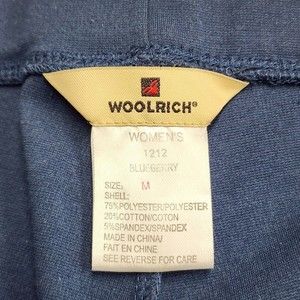 WOOLRICH®
WOMEN'S
1212
BLUEBERRY
SIZE: M
SHELL:
75%POLYESTER/POLYESTER
20%COTTON/COTON
5%SPANDEX/SPANDEX
MADE IN CHINA/
FAIT EN CHINE
SEE REVERSE FOR CARE